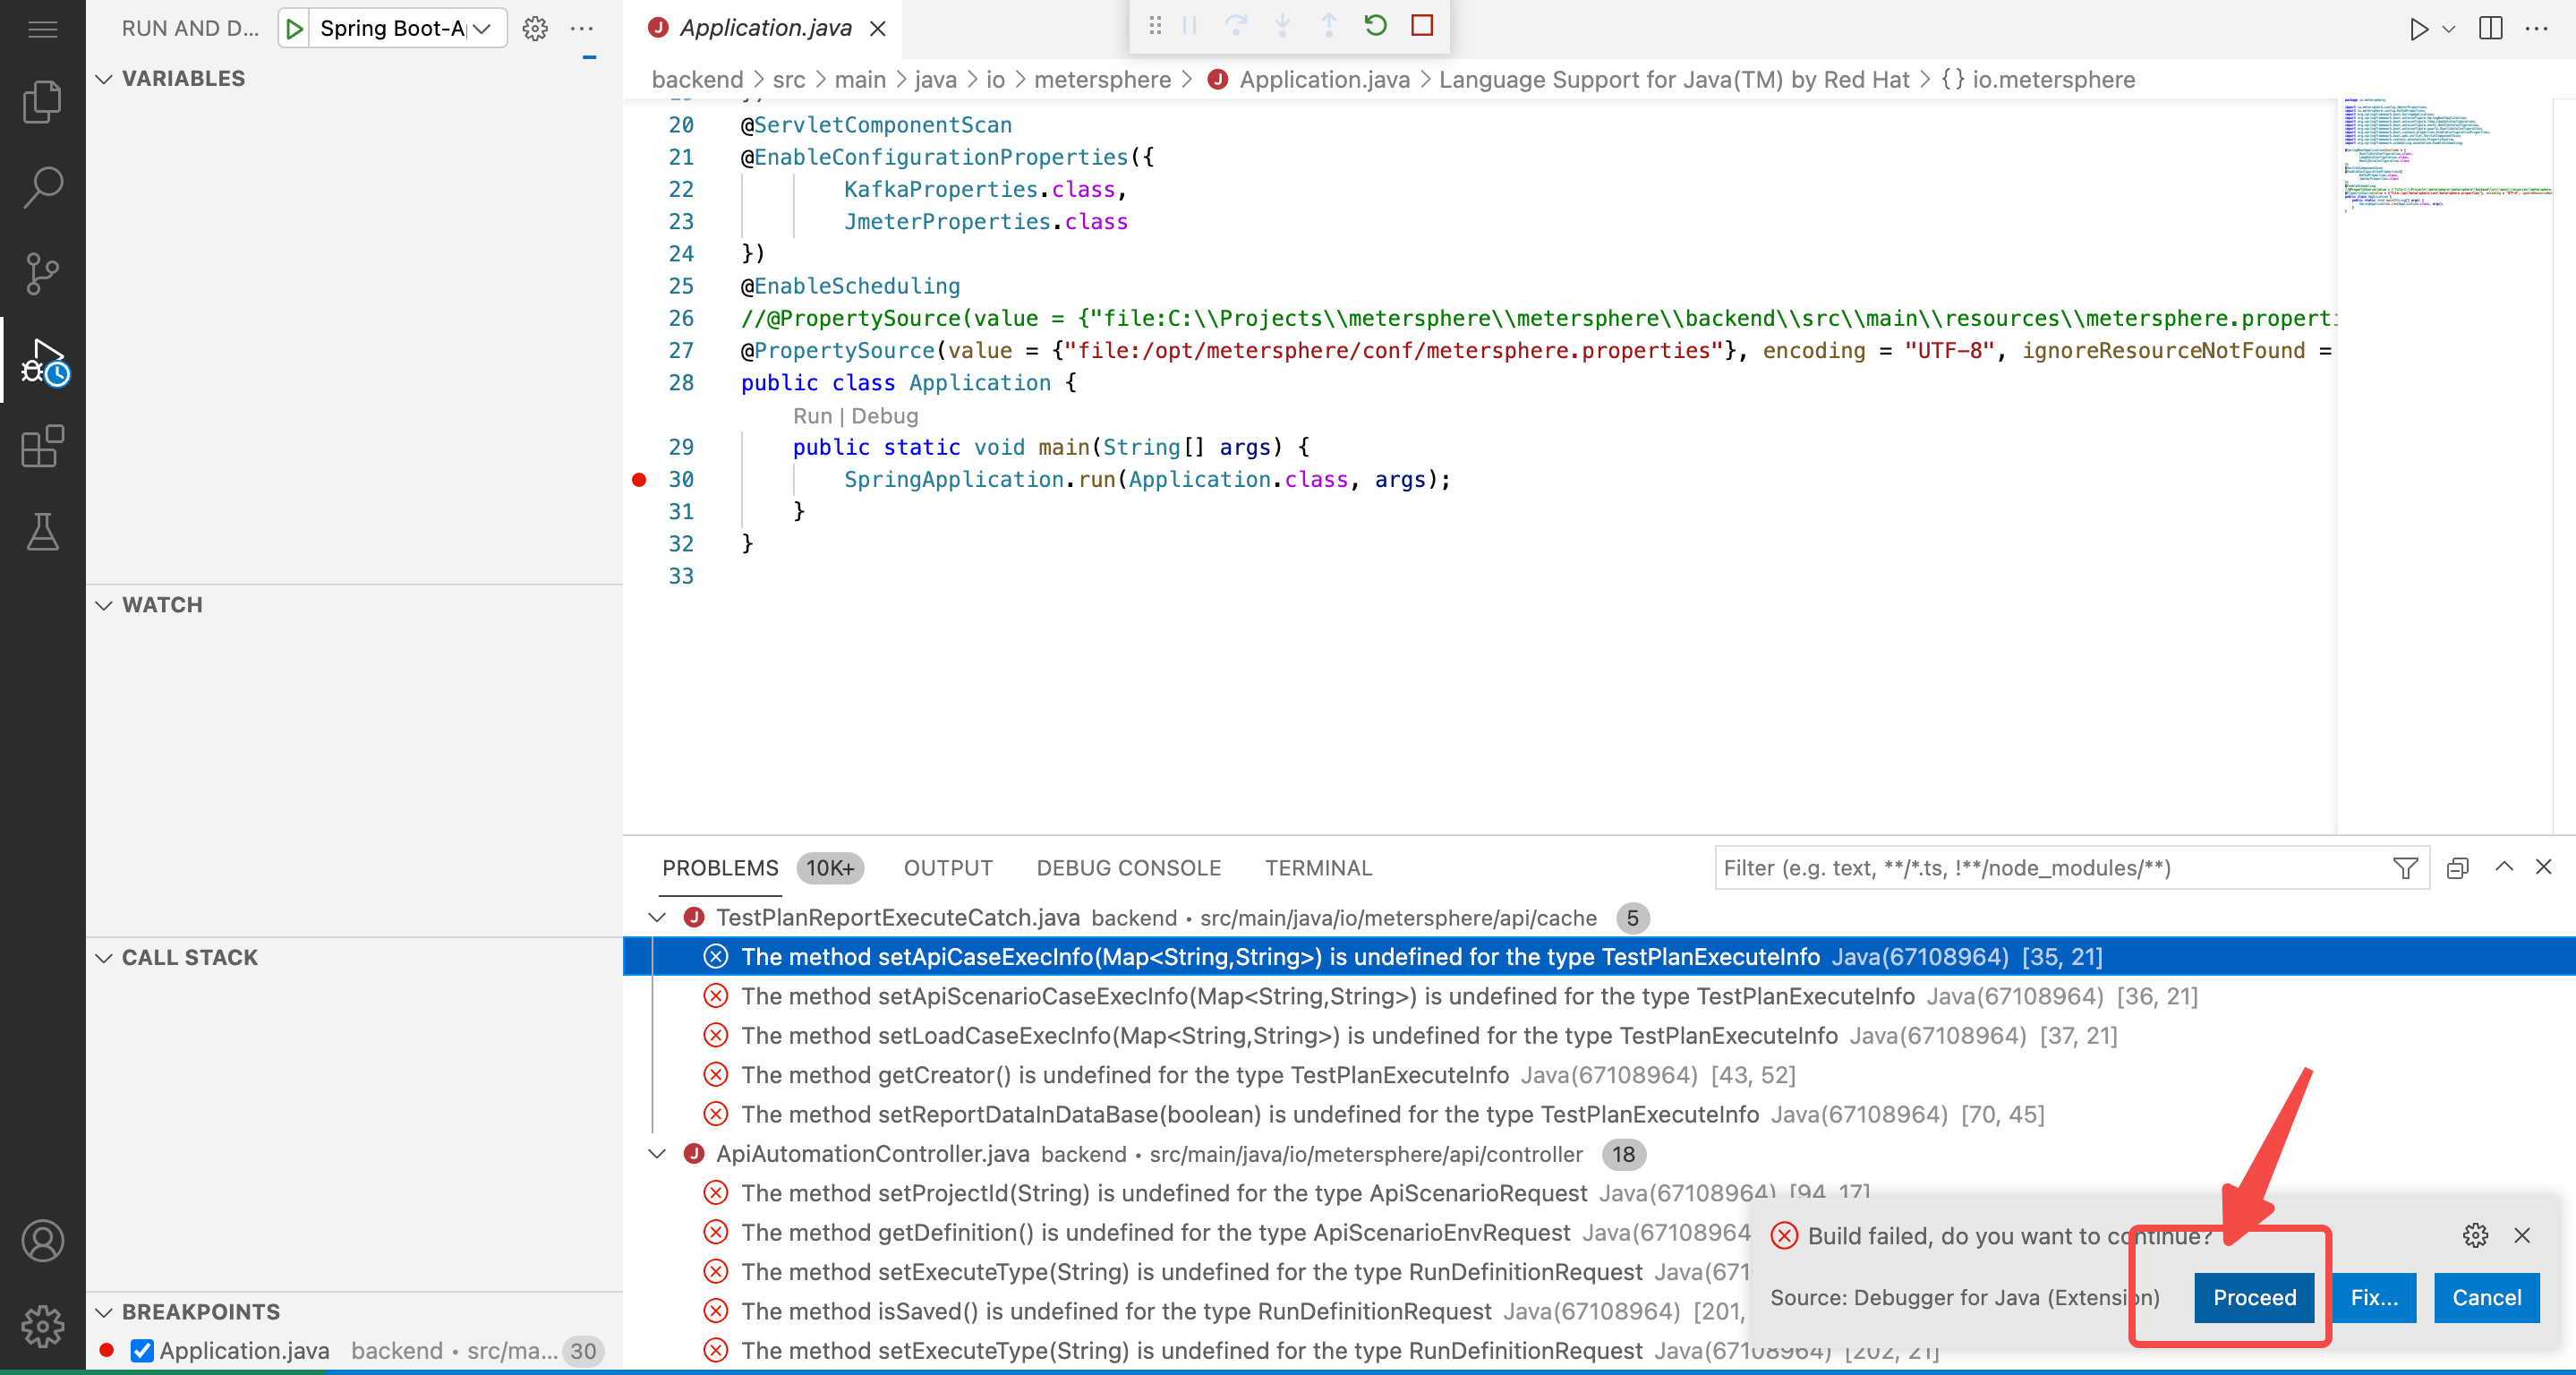 RUN AND D...
Spring Boot-A
VARIABLES
WATCH
CALL STACK
BREAKPOINTS
Application.java backend • src/ma... 30
Application.java
backend > src > main > java > io > metersphere > Application.java > Language Support for Java(TM) by Red Hat > {} io.metersphere
20 @ServletComponentScan
21 @EnableConfigurationProperties({
22 KafkaProperties.class,
23 JmeterProperties.class
24 })
25 @EnableScheduling
26 //@PropertySource(value = {"file:C:\\Projects\\metersphere\\metersphere\\backend\\src\\main\\resources\\metersphere.properti
27 @PropertySource(value = {"file:/opt/metersphere/conf/metersphere.properties"}, encoding = "UTF-8", ignoreResourceNotFound =
28 public class Application {
Run | Debug
29 public static void main(String[] args) {
30 SpringApplication.run(Application.class, args);
31 }
32 }
33
PROBLEMS 10K+ OUTPUT DEBUG CONSOLE TERMINAL
Filter (e.g. text, **/*.ts, !**/node_modules/**)
TestPlanReportExecuteCatch.java backend • src/main/java/io/metersphere/api/cache 5
The method setApiCaseExecInfo(Map<String,String>) is undefined for the type TestPlanExecuteInfo Java(67108964) [35, 21]
The method setApiScenarioCaseExecInfo(Map<String,String>) is undefined for the type TestPlanExecuteInfo Java(67108964) [36, 21]
The method setLoadCaseExecInfo(Map<String,String>) is undefined for the type TestPlanExecuteInfo Java(67108964) [37, 21]
The method getCreator() is undefined for the type TestPlanExecuteInfo Java(67108964) [43, 52]
The method setReportDataInDataBase(boolean) is undefined for the type TestPlanExecuteInfo Java(67108964) [70, 45]
ApiAutomationController.java backend • src/main/java/io/metersphere/api/controller 18
The method setProjectId(String) is undefined for the type ApiScenarioRequest Java(67108964) [94, 17]
The method getDefinition() is undefined for the type ApiScenarioEnvRequest Java(67108964
The method setExecuteType(String) is undefined for the type RunDefinitionRequest Java(671
The method isSaved() is undefined for the type RunDefinitionRequest Java(67108964) [201,
The method setExecuteType(String) is undefined for the type RunDefinitionRequest Java(67108964) [202, 21]
Build failed, do you want to continue?
Source: Debugger for Java (Extension)
Proceed
Fix...
Cancel